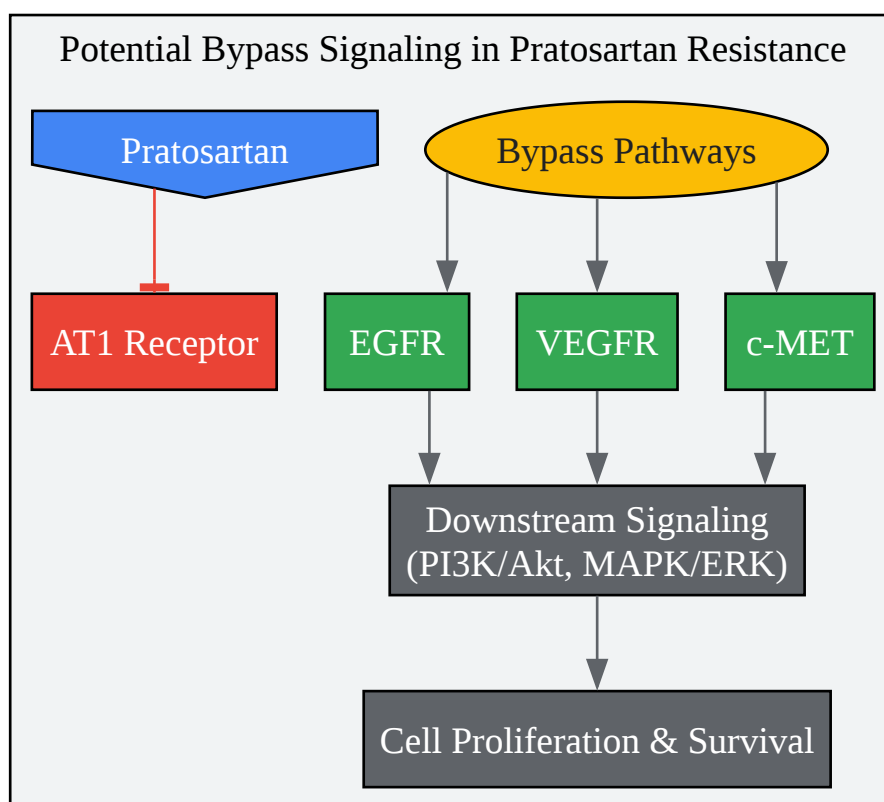 Potential Bypass Signaling in Pratosartan Resistance
Pratosartan
Bypass Pathways
AT1 Receptor
EGFR
VEGFR
c-MET
Downstream Signaling
(PI3K/Akt, MAPK/ERK)
Cell Proliferation & Survival